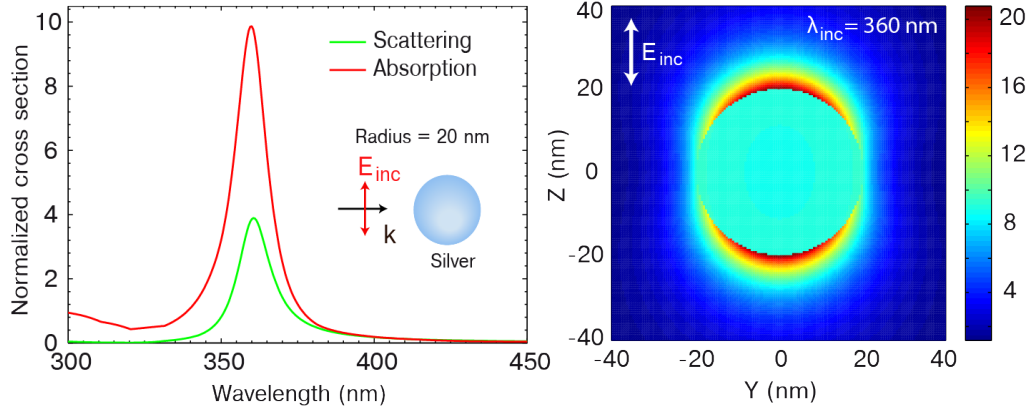 10
8
6
4
2
0
300
350
400
450
Wavelength (nm)
Normalized cross section
Scattering
Absorption
Radius = 20 nm
E inc
k
Silver
40
20
0
-20
-40
-40
-20
0
20
40
Y (nm)
Z (nm)
E inc
λinc= 360 nm
20
16
12
8
4